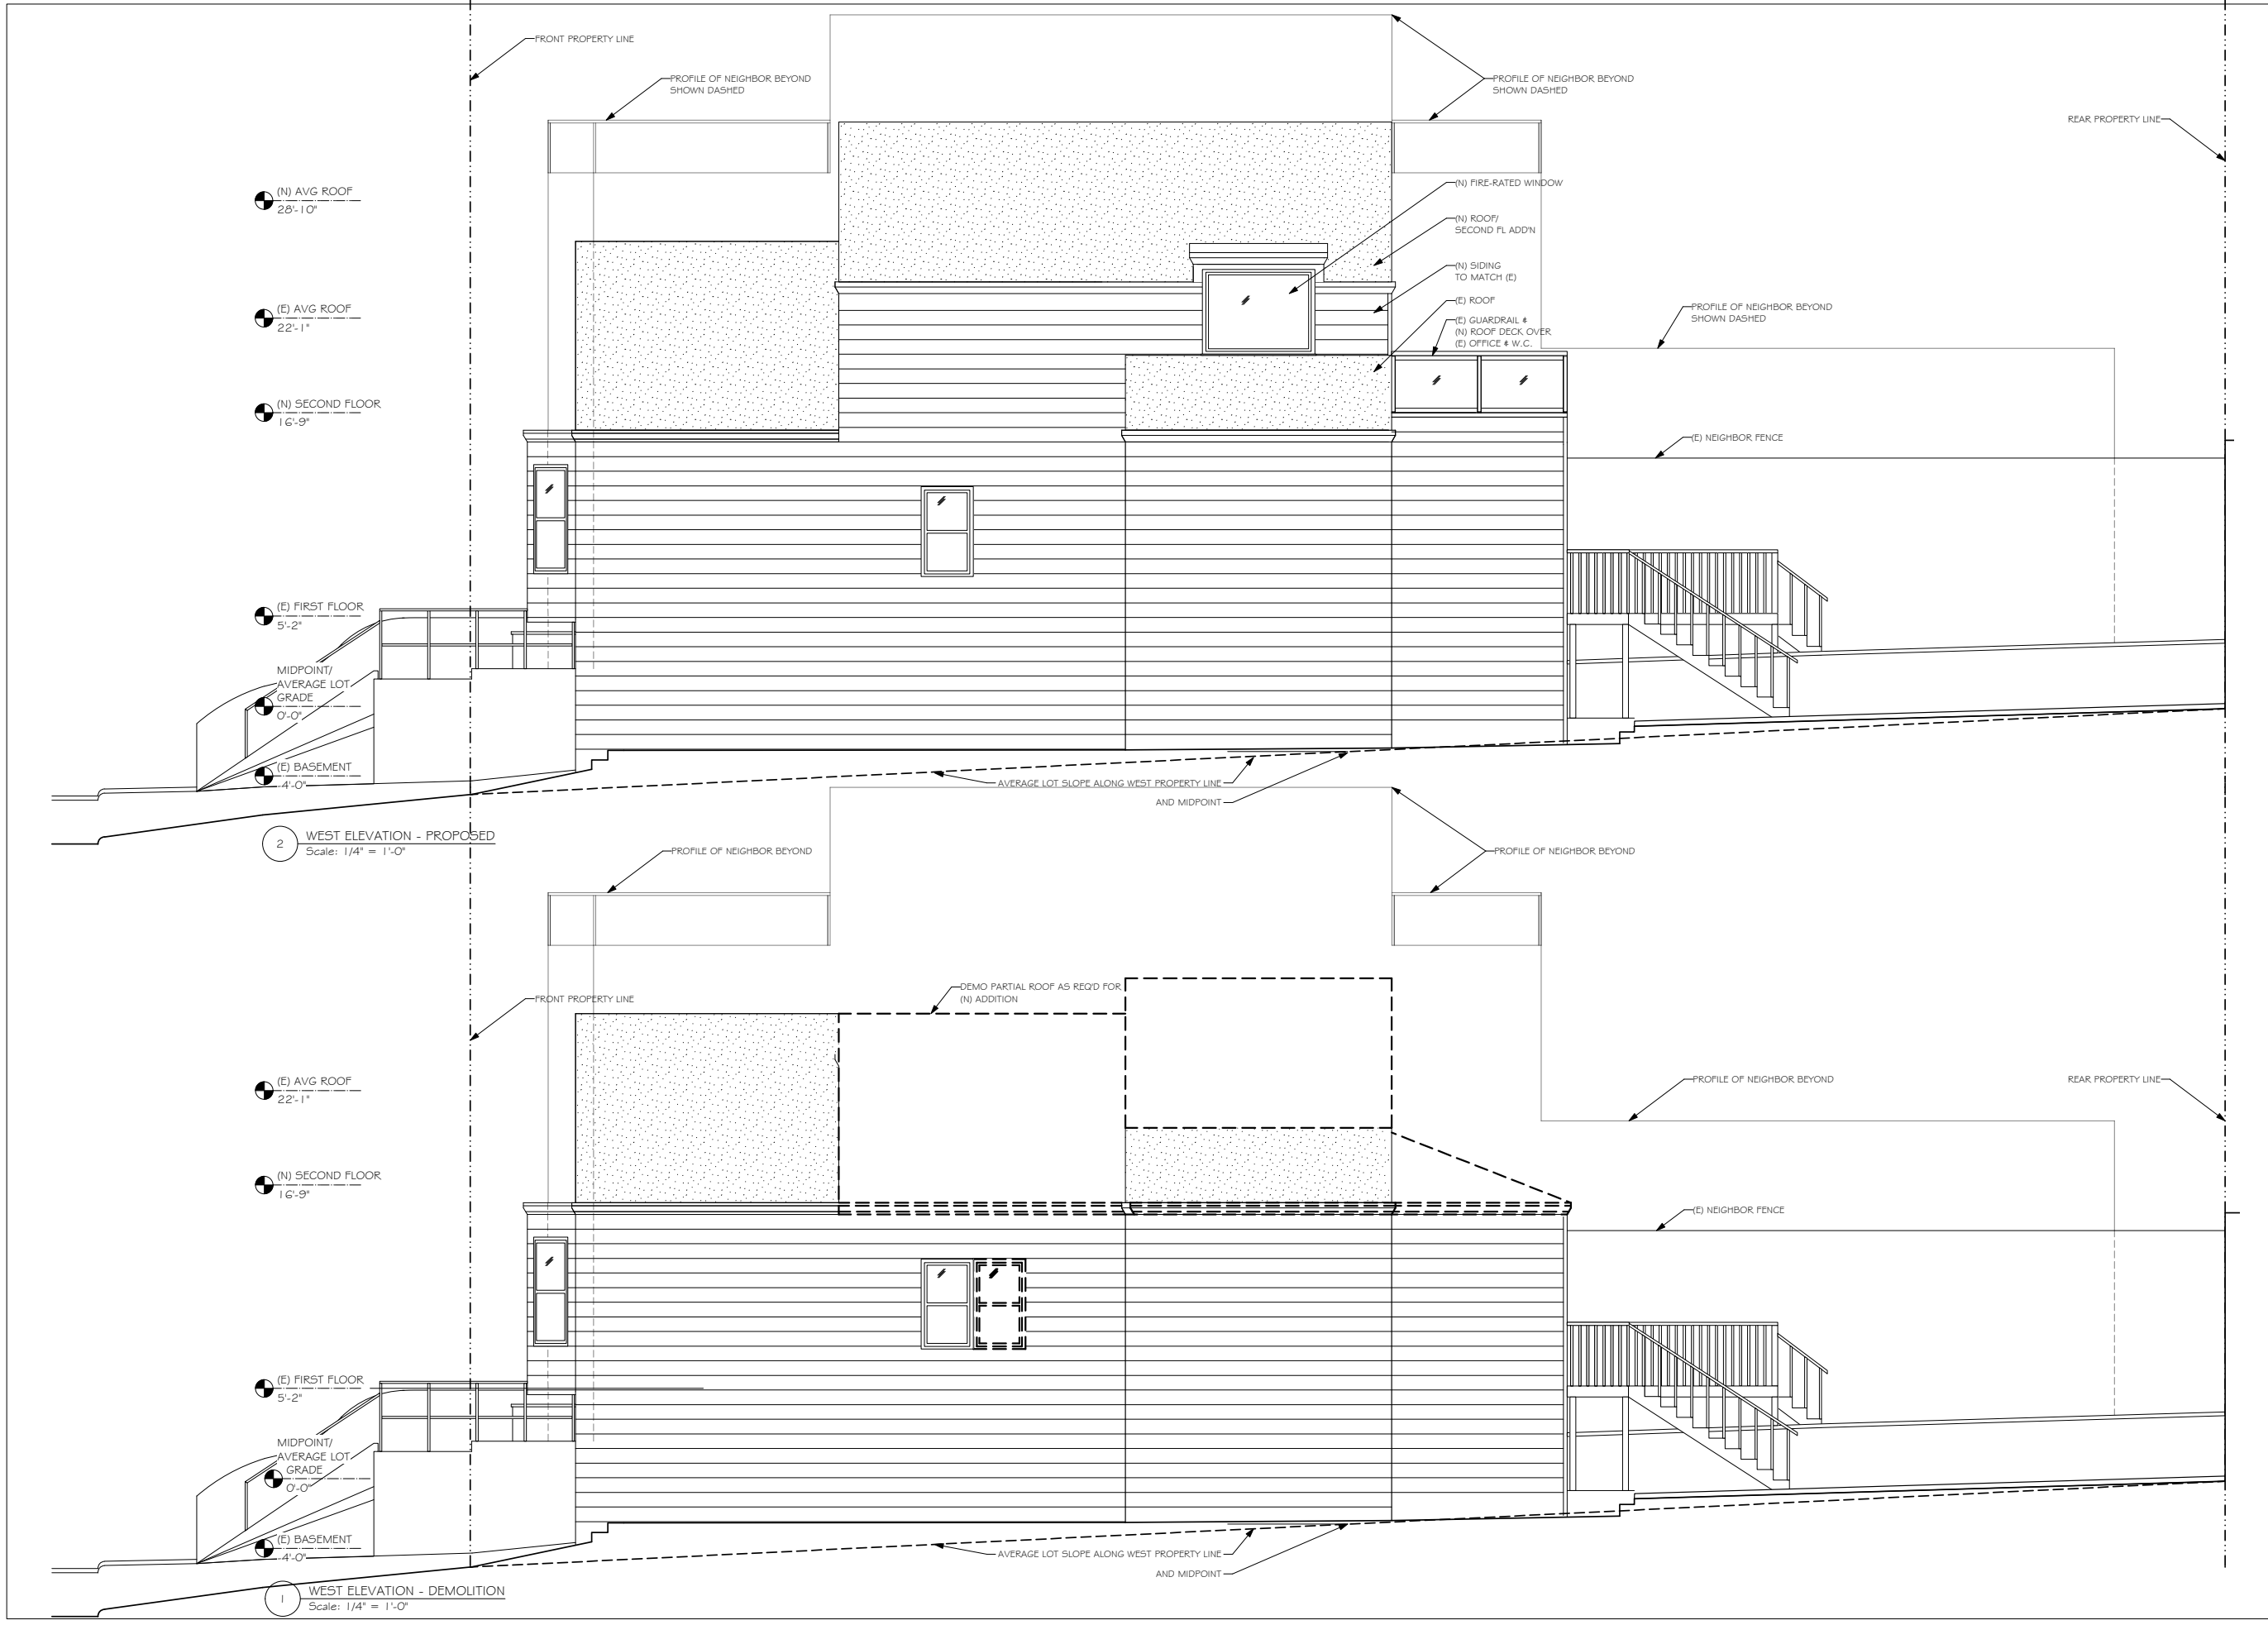 FRONT PROPERTY LINE
PROFILE OF NEIGHBOR BEYOND
SHOWN DASHED
PROFILE OF NEIGHBOR BEYOND
SHOWN DASHED
REAR PROPERTY LINE
(N) AVG ROOF
28'-10"
(N) FIRE-RATED WINDOW
(N) ROOF/
SECOND FL ADD'N
(N) SIDING
TO MATCH (E)
(E) ROOF
(E) GUARDRAIL &
(N) ROOF DECK OVER
(E) OFFICE & W.C.
(E) AVG ROOF
22'-1"
PROFILE OF NEIGHBOR BEYOND
SHOWN DASHED
(N) SECOND FLOOR
16'-9"
(E) NEIGHBOR FENCE
(E) FIRST FLOOR
5'-2"
MIDPOINT/
AVERAGE LOT
GRADE
0'-0"
(E) BASEMENT
-4'-0"
AVERAGE LOT SLOPE ALONG WEST PROPERTY LINE
AND MIDPOINT
2
WEST ELEVATION - PROPOSED
Scale: 1/4" = 1'-0"
PROFILE OF NEIGHBOR BEYOND
PROFILE OF NEIGHBOR BEYOND
FRONT PROPERTY LINE
DEMO PARTIAL ROOF AS REQ'D FOR
(N) ADDITION
(E) AVG ROOF
22'-1"
PROFILE OF NEIGHBOR BEYOND
REAR PROPERTY LINE
(N) SECOND FLOOR
16'-9"
(E) NEIGHBOR FENCE
(E) FIRST FLOOR
5'-2"
MIDPOINT/
AVERAGE LOT
GRADE
0'-0"
(E) BASEMENT
-4'-0"
AVERAGE LOT SLOPE ALONG WEST PROPERTY LINE
AND MIDPOINT
1
WEST ELEVATION - DEMOLITION
Scale: 1/4" = 1'-0"